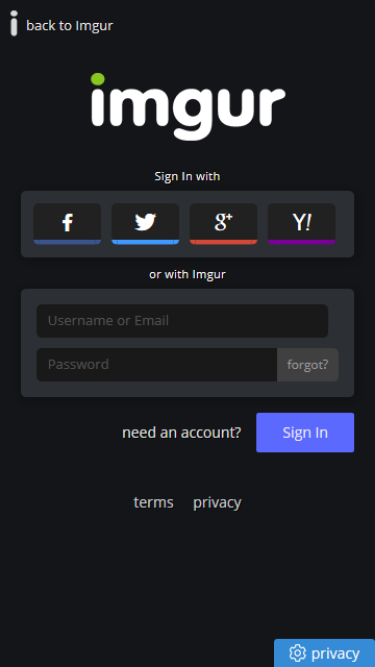 back to Imgur
imgur
Sign In with
f g+ Y!
or with Imgur
Username or Email
Password forgot?
need an account? Sign In
terms privacy
privacy